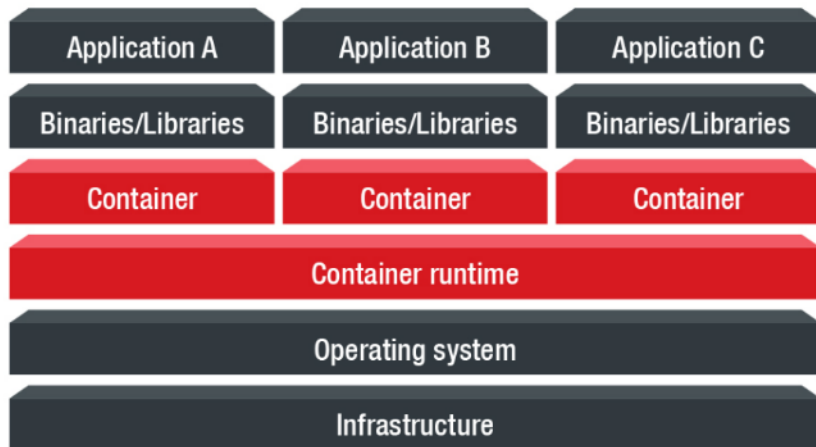 Application A
Application B
Application C
Binaries/Libraries
Binaries/Libraries
Binaries/Libraries
Container
Container
Container
Container runtime
Operating system
Infrastructure